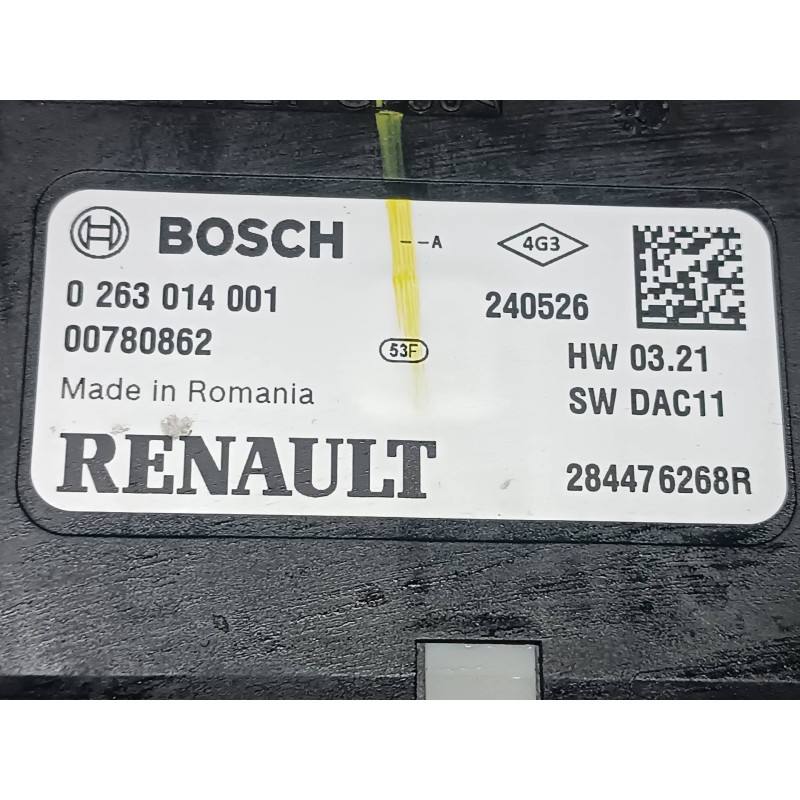 BOSCH --A 4G3
0 263 014 001 240526
00780862 53F HW 03.21
Made in Romania SW DAC11
RENAULT 284476268R